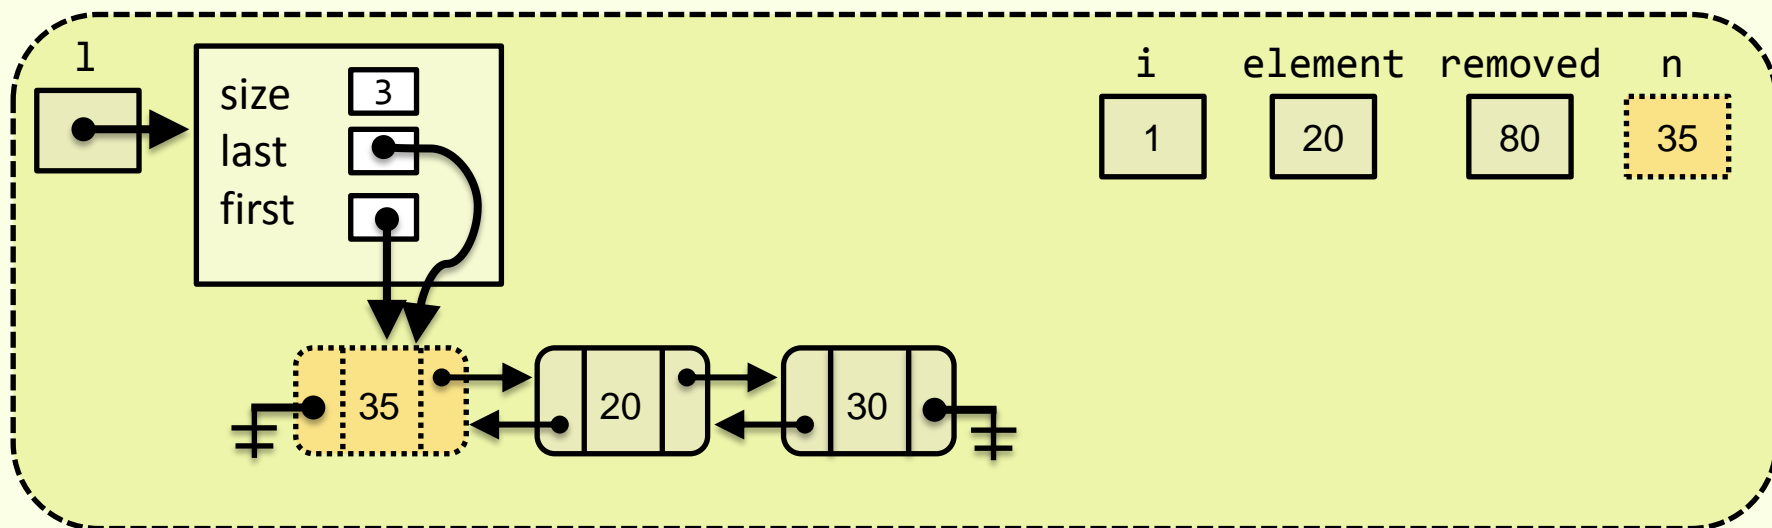 l
size 3
last
first
i element removed n
1 20 80 35
35 20 30